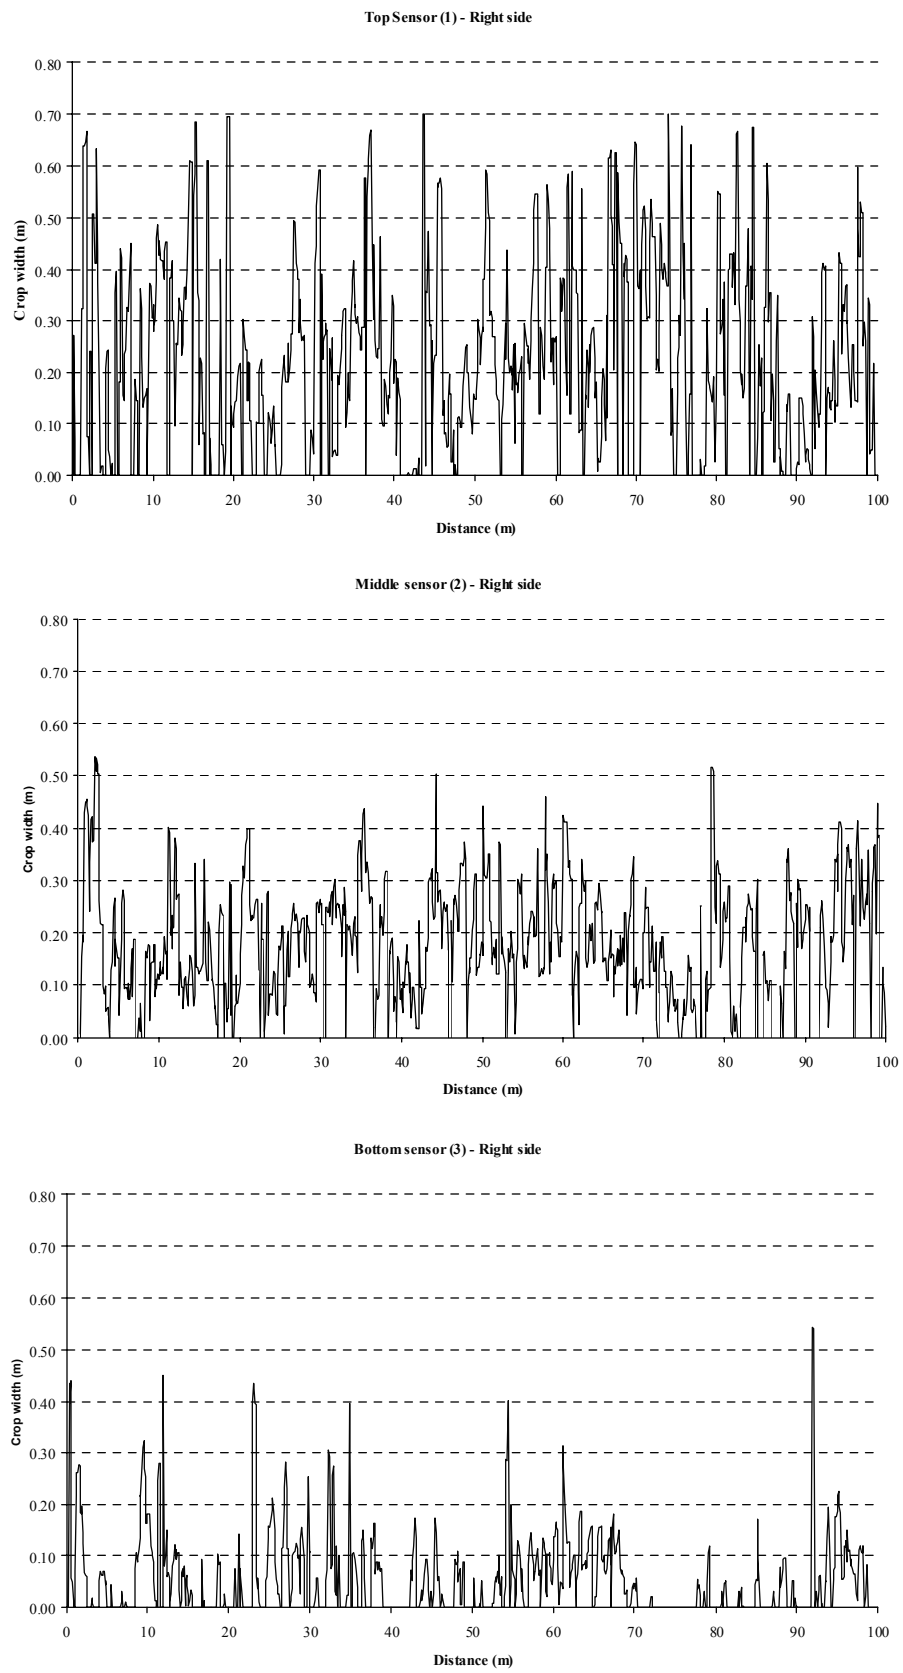 Top Sensor (1) - Right side
0.80
0.70
0.60
0.50
0.40
0.30
0.20
0.10
0.00
Crop width (m)
0 10 20 30 40 50 60 70 80 90 100
Distance (m)
Middle sensor (2) - Right side
0.80
0.70
0.60
0.50
0.40
0.30
0.20
0.10
0.00
Crop width (m)
0 10 20 30 40 50 60 70 80 90 100
Distance (m)
Bottom sensor (3) - Right side
0.80
0.70
0.60
0.50
0.40
0.30
0.20
0.10
0.00
Crop width (m)
0 10 20 30 40 50 60 70 80 90 100
Distance (m)